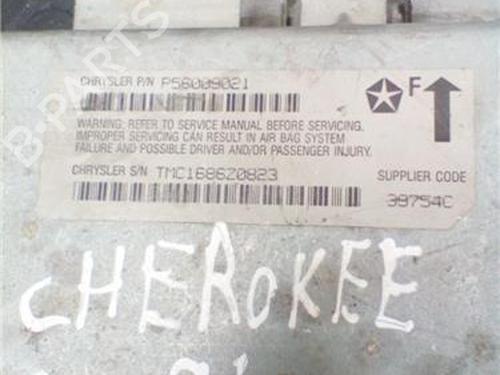 CHRYSLER P/N P56009021
F
WARNING: REFER TO SERVICE MANUAL BEFORE SERVICING.
IMPROPER SERVICING CAN RESULT IN AIR BAG SYSTEM
FAILURE AND POSSIBLE DRIVER AND/OR PASSENGER INJURY.
CHRYSLER S/N TMC1686Z0823
SUPPLIER CODE
39754C
CHEROKEE
B-PARTS